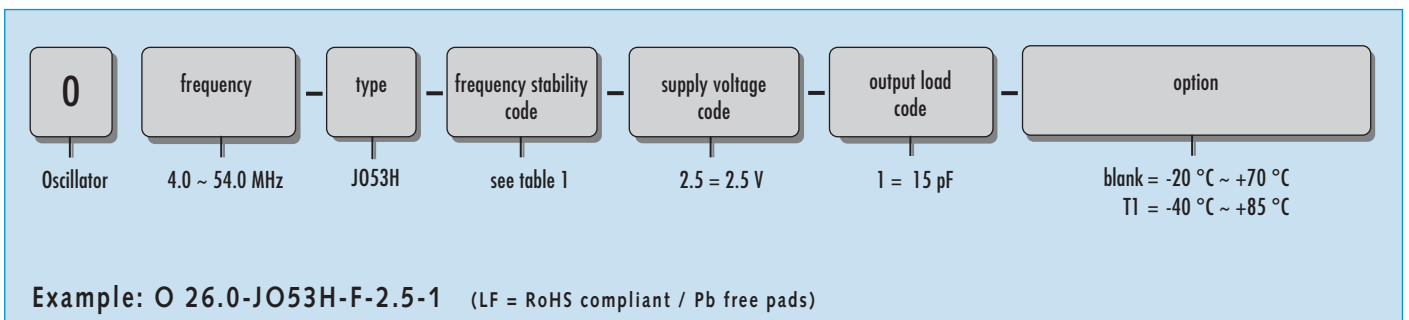 O
frequency
–
type
–
frequency stability
code
–
supply voltage
code
–
output load
code
–
option
Oscillator
4.0 ~ 54.0 MHz
JO53H
see table 1
2.5 = 2.5 V
1 = 15 pF
blank = -20 °C ~ +70 °C
T1 = -40 °C ~ +85 °C
Example: O 26.0-JO53H-F-2.5-1 (LF = RoHS compliant / Pb free pads)